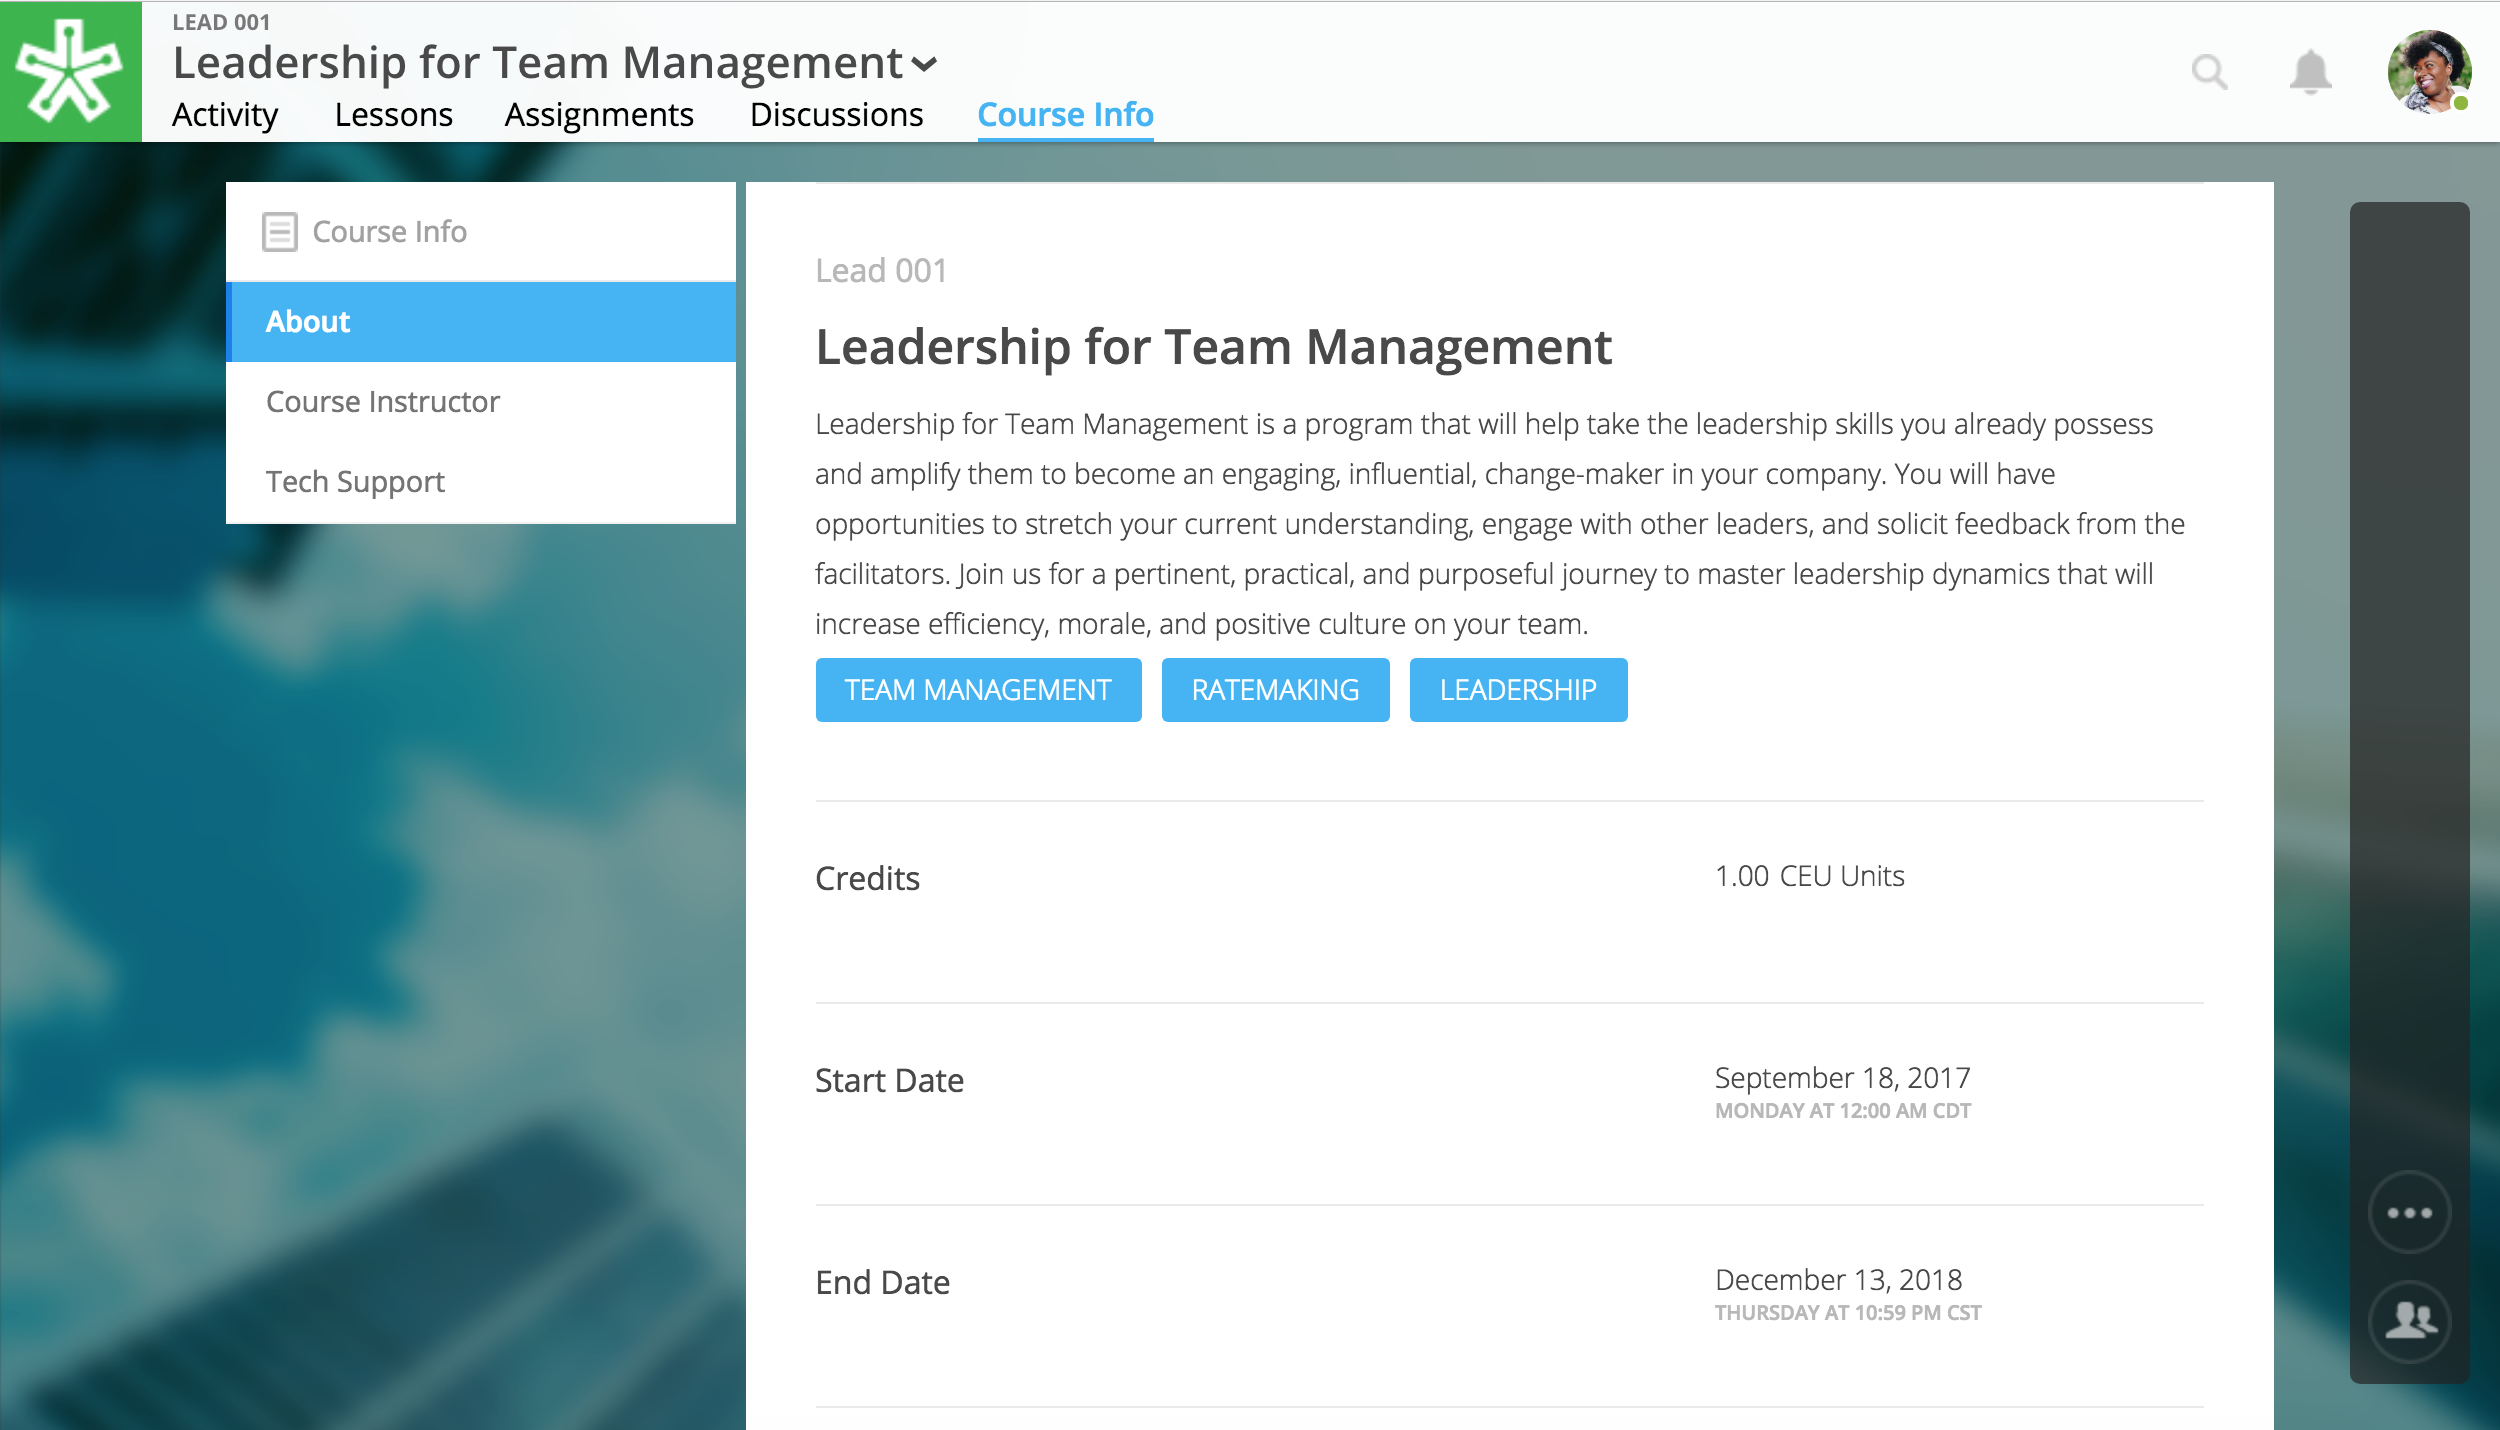 LEAD 001
Leadership for Team Management
Activity Lessons Assignments Discussions Course Info
Course Info
About
Course Instructor
Tech Support
Lead 001
Leadership for Team Management
Leadership for Team Management is a program that will help take the leadership skills you already possess
and amplify them to become an engaging, influential, change-maker in your company. You will have
opportunities to stretch your current understanding, engage with other leaders, and solicit feedback from the
facilitators. Join us for a pertinent, practical, and purposeful journey to master leadership dynamics that will
increase efficiency, morale, and positive culture on your team.
TEAM MANAGEMENT RATEMAKING LEADERSHIP
Credits 1.00 CEU Units
Start Date September 18, 2017
MONDAY AT 12:00 AM CDT
End Date December 13, 2018
THURSDAY AT 10:59 PM CST